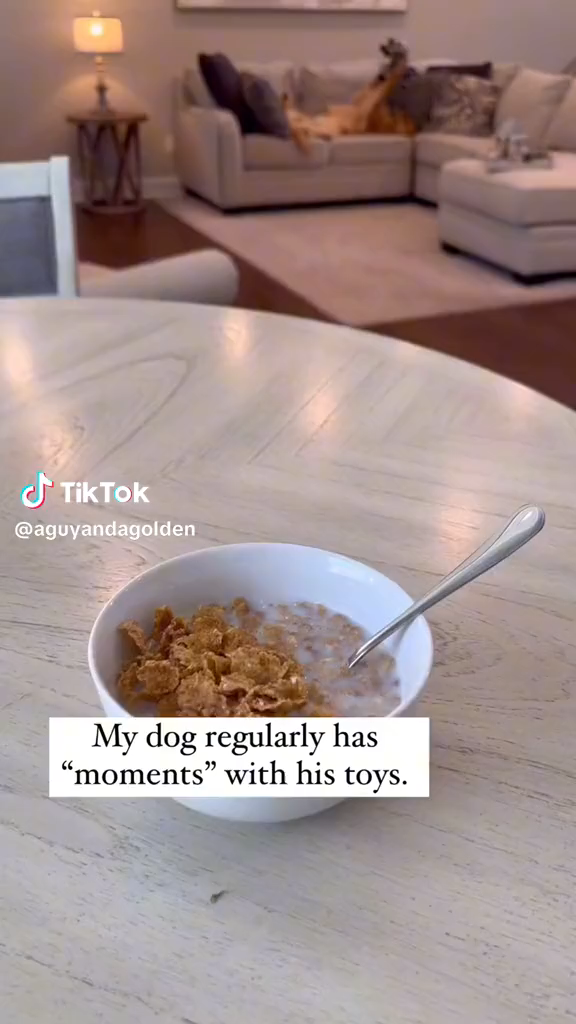 TikTok
@aguyandagolden
My dog regularly has
“moments” with his toys.